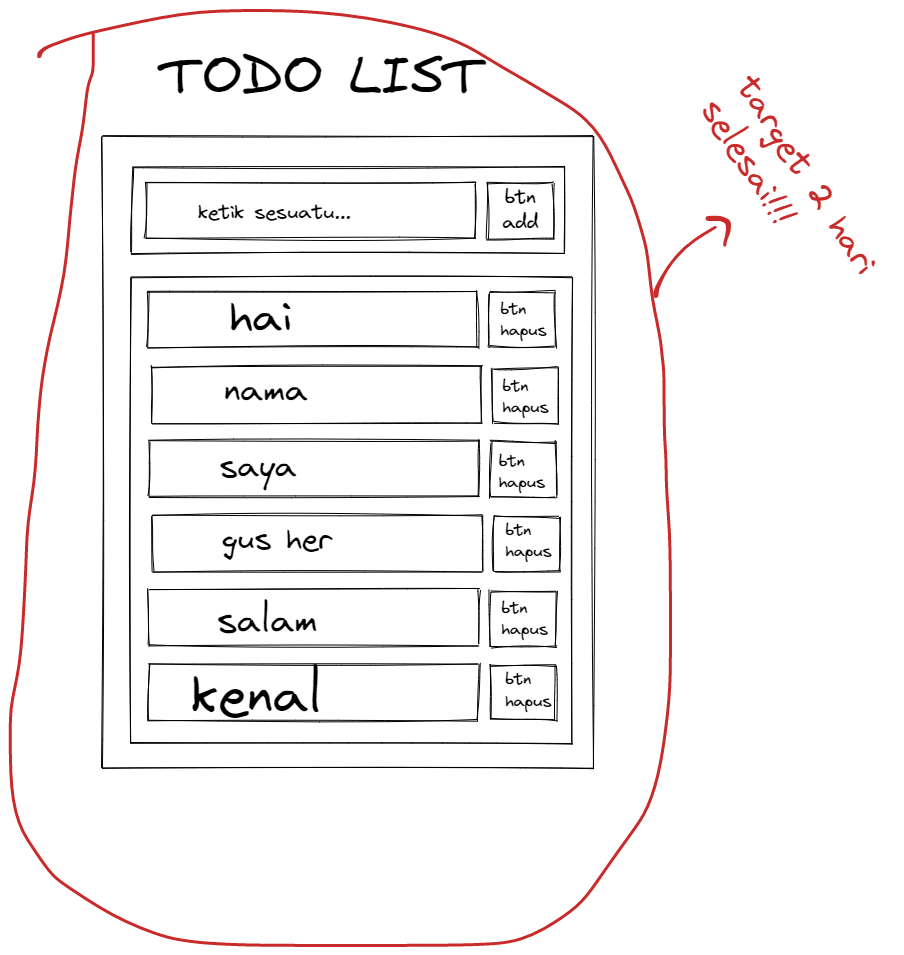 TODO LIST
ketik sesuatu...
btn
add
hai
btn
hapus
nama
btn
hapus
saya
btn
hapus
gus her
btn
hapus
salam
btn
hapus
kenal
btn
hapus
target 2 hari
selesai!!!!